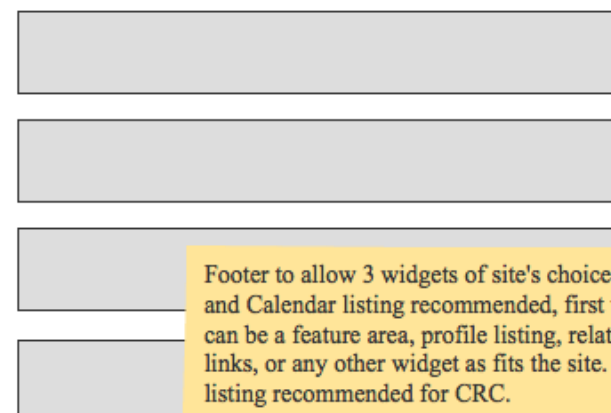 Footer to allow 3 widgets of site's choice
and Calendar listing recommended, first
can be a feature area, profile listing,
links, or any other widget as fits the site.
listing recommended for CRC.